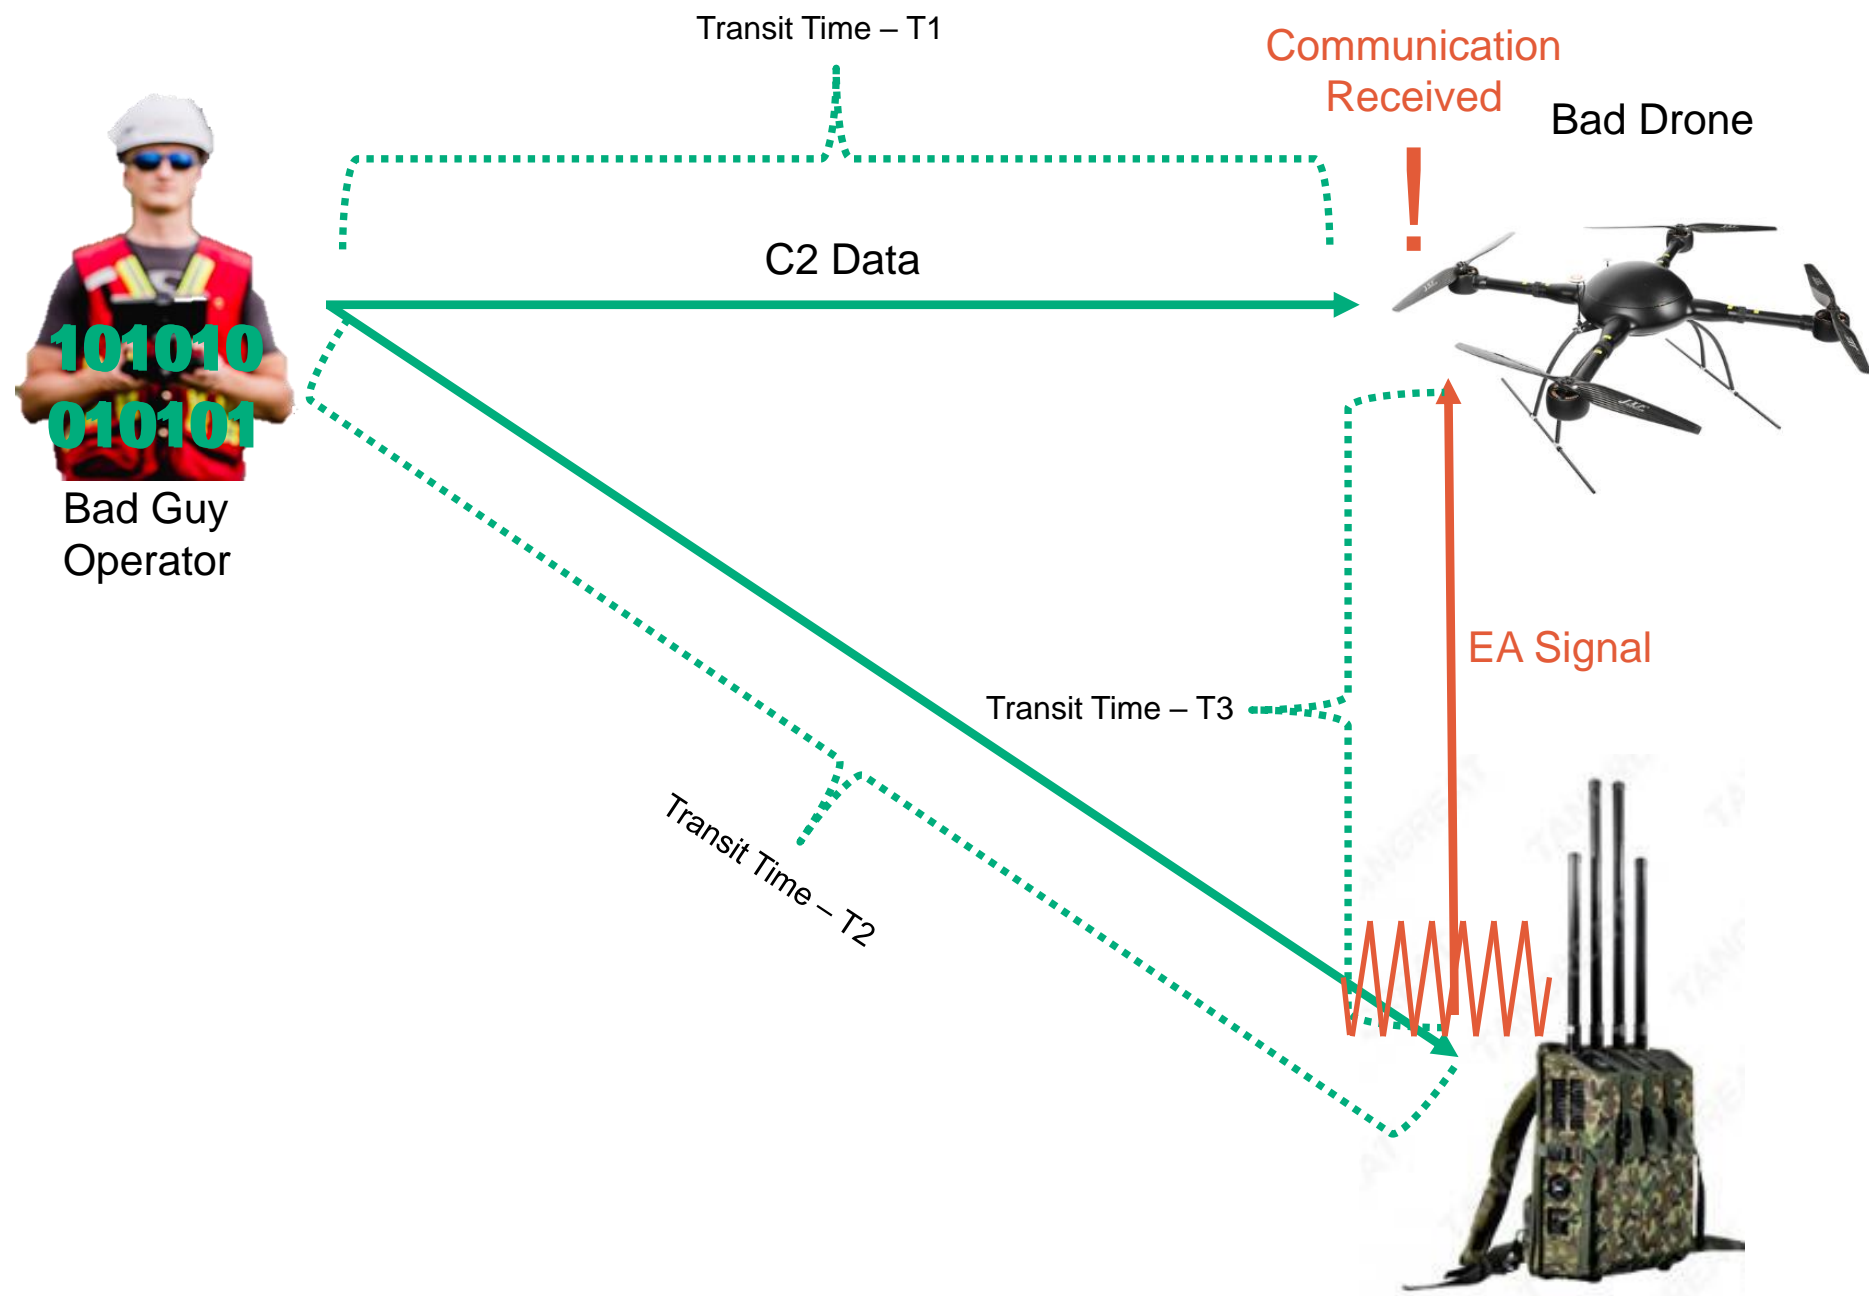 Transit Time – T1
Communication
Received
Bad Drone
C2 Data
101010
010101
Bad Guy
Operator
EA Signal
Transit Time – T3
Transit Time – T2